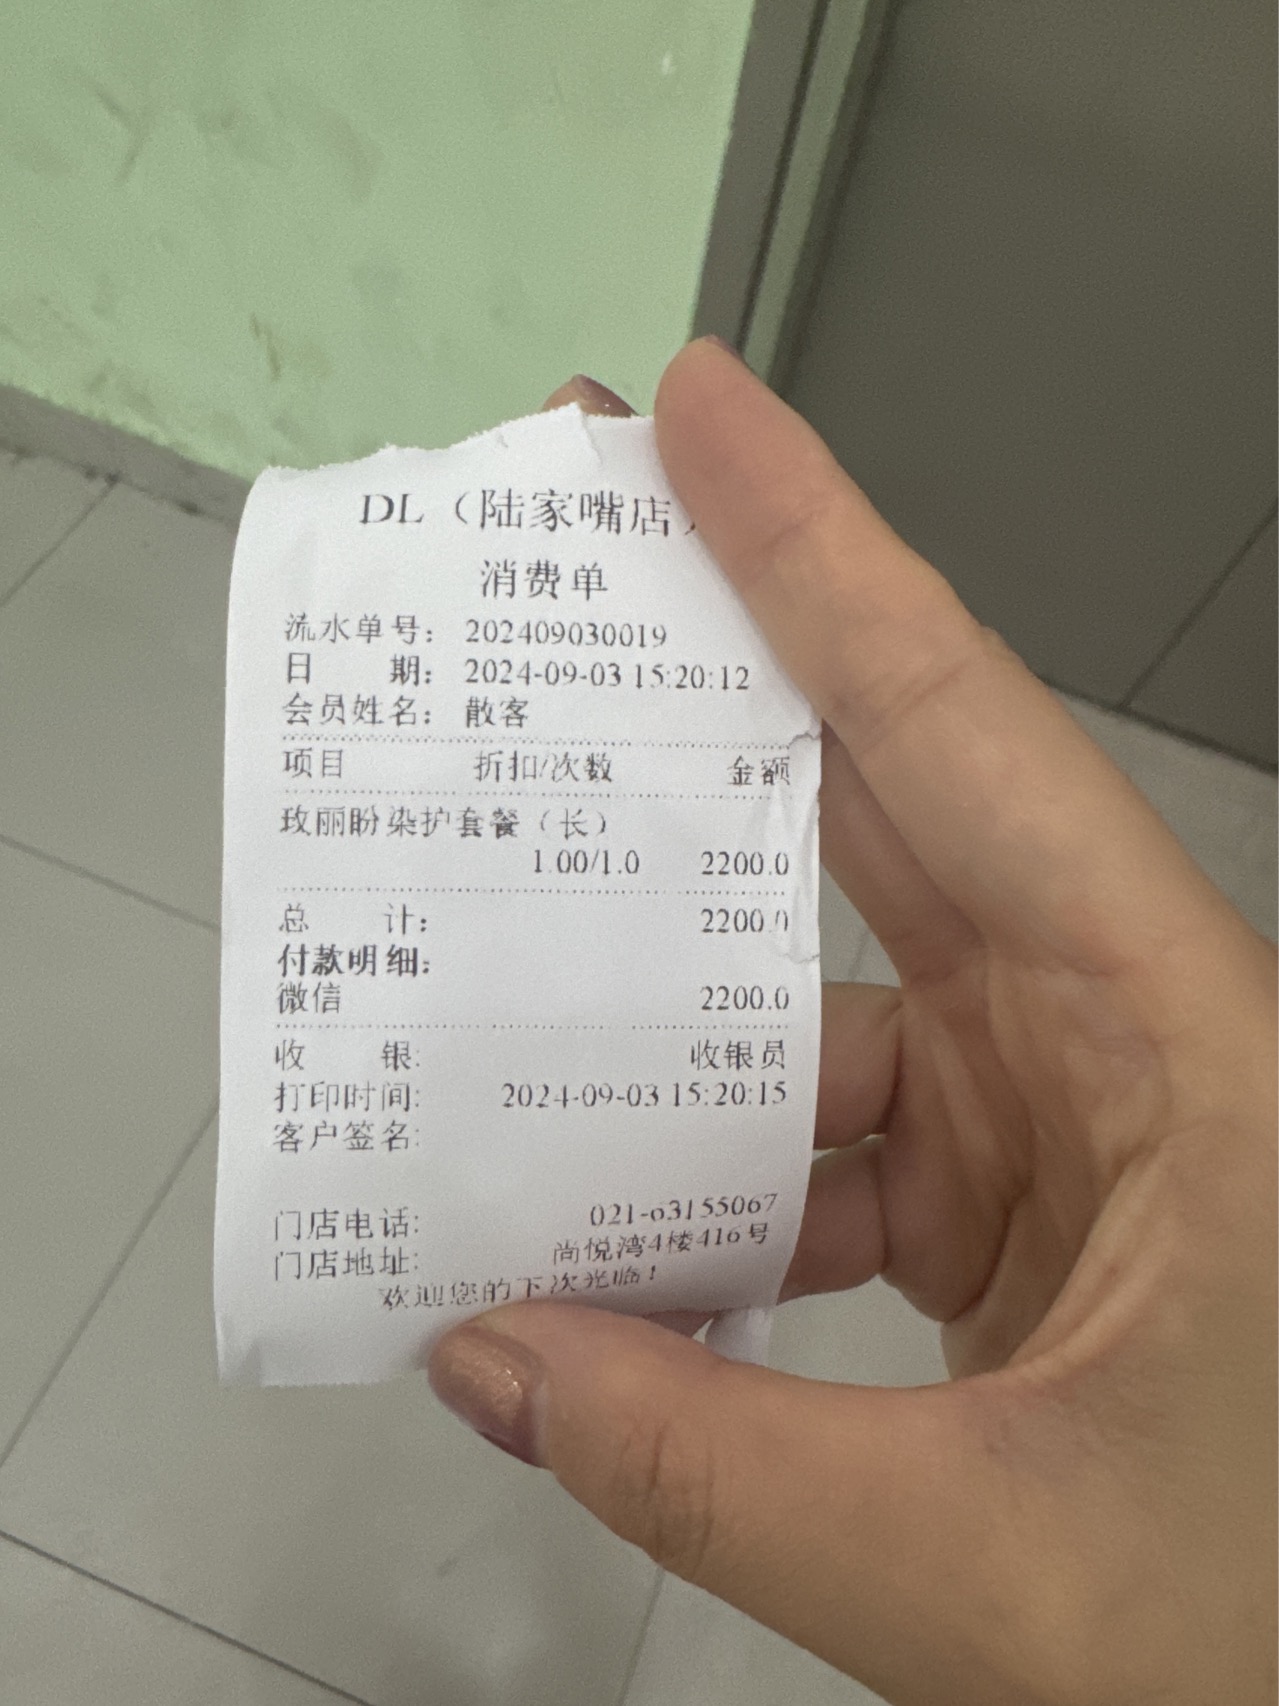 DL（陆家嘴店）
消费单
流水单号： 202409030019
日 期： 2024-09-03 15:20:12
会员姓名： 散客
项目 折扣/次数 金额
玫丽盼染护套餐（长）
1.00/1.0 2200.0
总 计： 2200.0
付款明细：
微信 2200.0
收 银: 收银员
打印时间: 2024-09-03 15:20:15
客户签名:
门店电话: 021-63155067
门店地址: 尚悦湾4楼416号
欢迎您的下次光临！